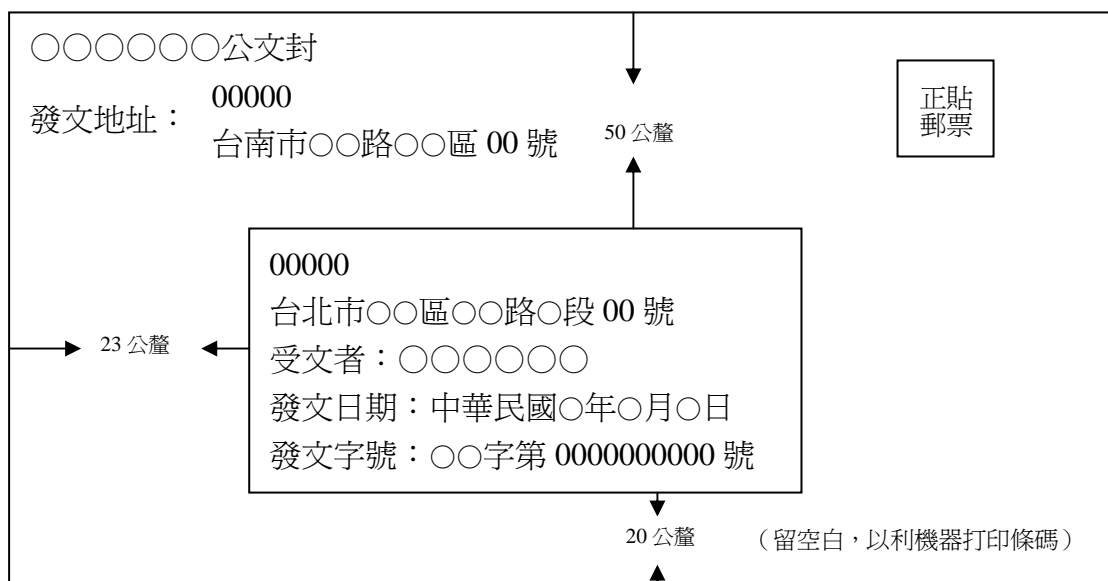 ○○○○○○公文封
00000
發文地址：
台南市○○路○○區 00 號
50 公釐
正貼
郵票
00000
台北市○○區○○路○段 00 號
23 公釐
受文者：○○○○○○
發文日期：中華民國○年○月○日
發文字號：○○字第 0000000000 號
20 公釐
（留空白，以利機器打印條碼）